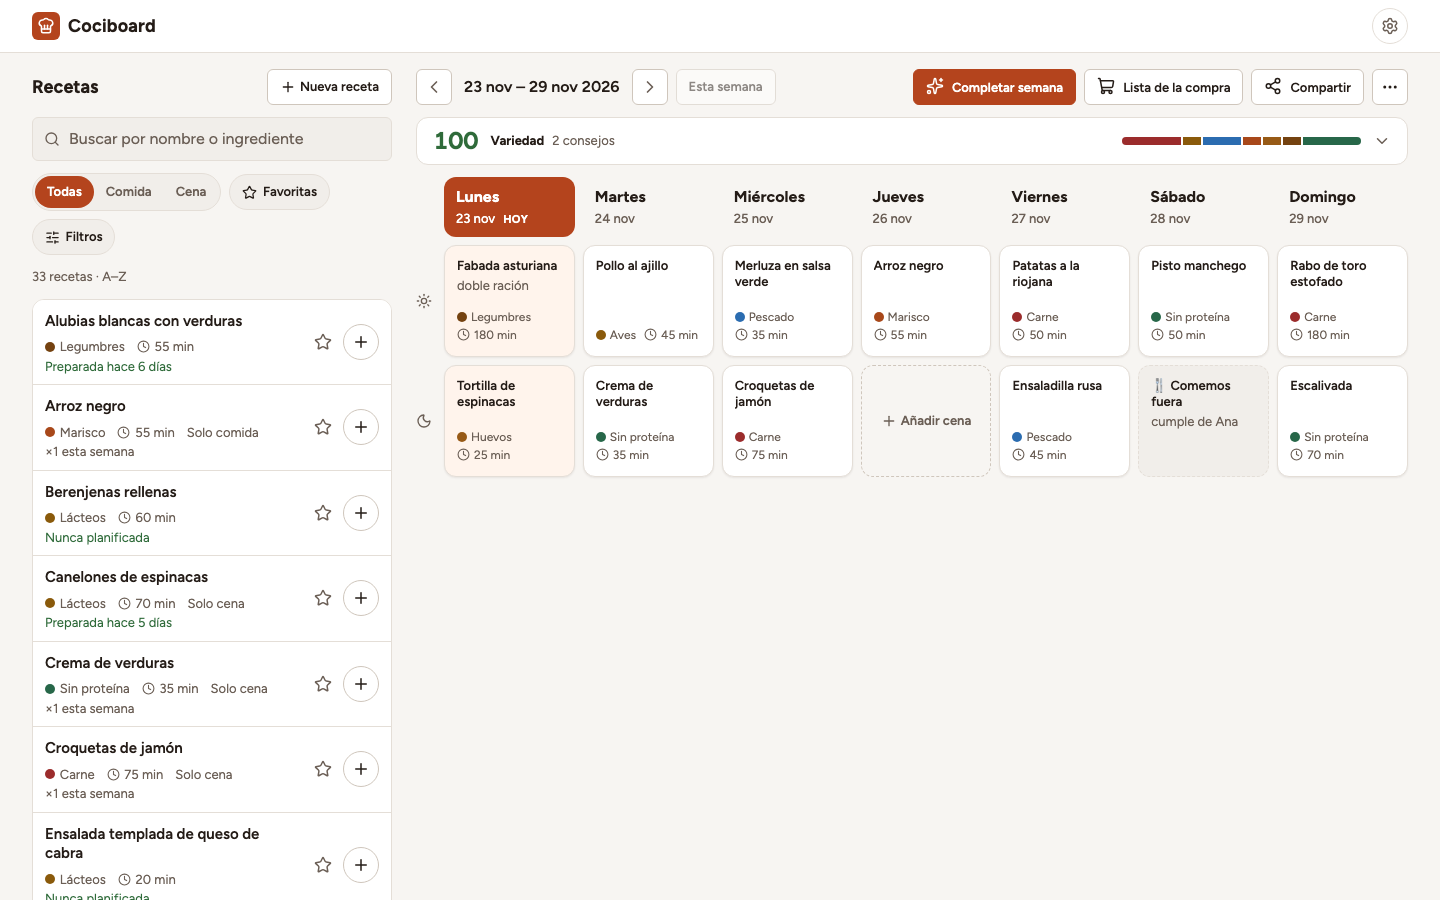 Cociboard
Recetas
Nueva receta
Buscar por nombre o ingrediente
Todas
Comida
Cena
Favoritas
Filtros
33 recetas · A–Z
Alubias blancas con verduras
Legumbres
55 min
Preparada hace 6 días
Arroz negro
Marisco
55 min
Solo comida
×1 esta semana
Berenjenas rellenas
Lácteos
60 min
Nunca planificada
Canelones de espinacas
Lácteos
70 min
Solo cena
Preparada hace 5 días
Crema de verduras
Sin proteína
35 min
Solo cena
×1 esta semana
Croquetas de jamón
Carne
75 min
Solo cena
×1 esta semana
Ensalada templada de queso de
cabra
Lácteos
20 min
Nunca planificada
23 nov – 29 nov 2026
Esta semana
Completar semana
Lista de la compra
Compartir
100
Variedad
2 consejos
Lunes
23 nov HOY
Martes
24 nov
Miércoles
25 nov
Jueves
26 nov
Viernes
27 nov
Sábado
28 nov
Domingo
29 nov
Fabada asturiana
doble ración
Legumbres
180 min
Pollo al ajillo
Aves
45 min
Merluza en salsa
verde
Pescado
35 min
Arroz negro
Marisco
55 min
Patatas a la
riojana
Carne
50 min
Pisto manchego
Sin proteína
50 min
Rabo de toro
estofado
Carne
180 min
Tortilla de
espinacas
Huevos
25 min
Crema de
verduras
Sin proteína
35 min
Croquetas de
jamón
Carne
75 min
Añadir cena
Ensaladilla rusa
Pescado
45 min
Comemos
fuera
cumple de Ana
Escalivada
Sin proteína
70 min